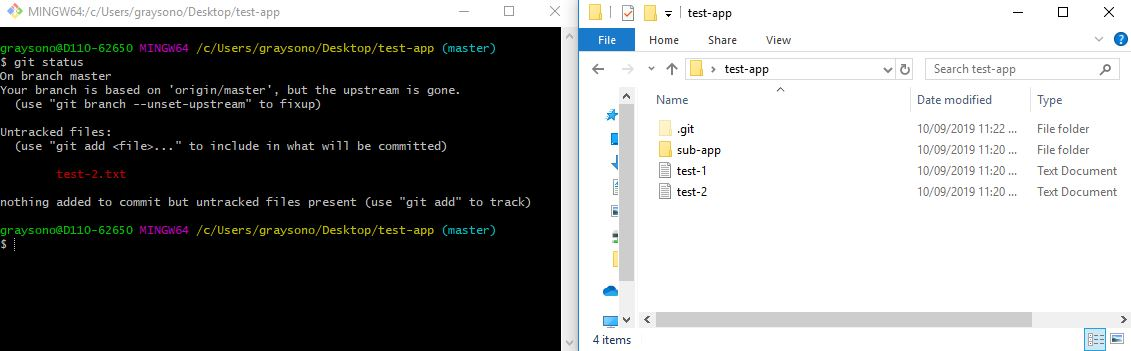 MINGW64:/c/Users/graysono/Desktop/test-app
graysono@D110-62650 MINGW64 /c/Users/graysono/Desktop/test-app (master)
$ git status
On branch master
Your branch is based on 'origin/master', but the upstream is gone.
(use "git branch --unset-upstream" to fixup)
Untracked files:
(use "git add <file>..." to include in what will be committed)
test-2.txt
nothing added to commit but untracked files present (use "git add" to track)
graysono@D110-62650 MINGW64 /c/Users/graysono/Desktop/test-app (master)
$
test-app
File Home Share View
test-app
Search test-app
Name Date modified Type
.git 10/09/2019 11:22 ... File folder
sub-app 10/09/2019 11:20 ... File folder
test-1 10/09/2019 11:20 ... Text Document
test-2 10/09/2019 11:20 ... Text Document
4 items